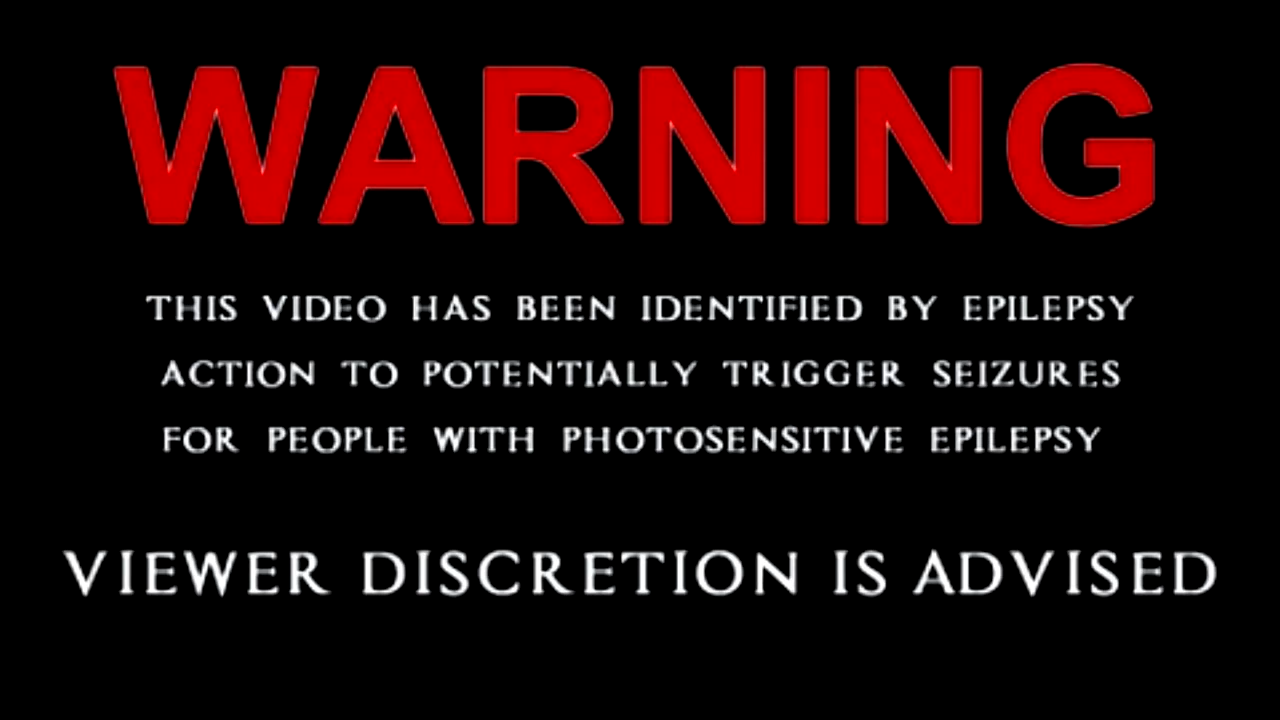 WARNING
THIS VIDEO HAS BEEN IDENTIFIED BY EPILEPSY
ACTION TO POTENTIALLY TRIGGER SEIZURES
FOR PEOPLE WITH PHOTOSENSITIVE EPILEPSY
VIEWER DISCRETION IS ADVISED